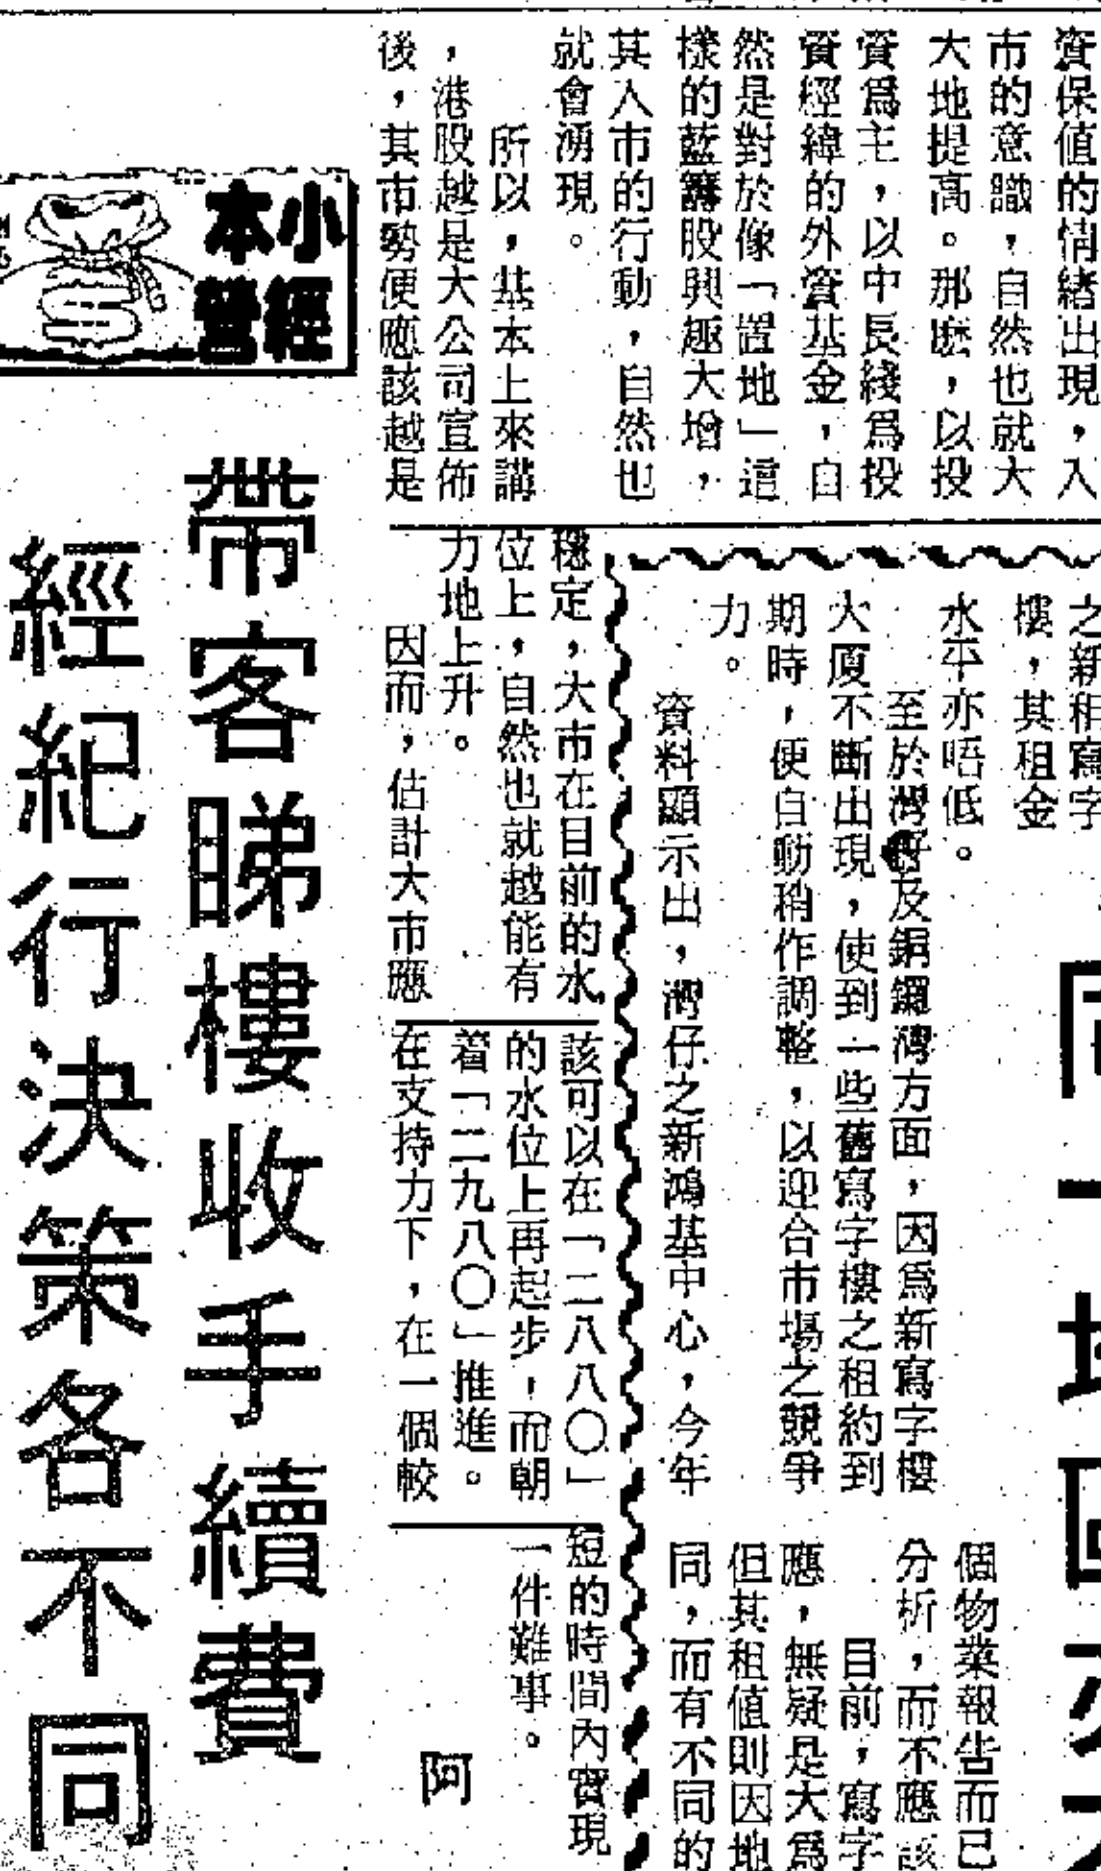 資保值的情緒出現，入
市的意識，自然也就大
大地提高。那麽，以投
資爲主，以中長綫爲投
資經緯的外資基金，自
然是對於像「置地」這
樣的藍籌股興趣大增，
其入市的行動，自然也
就會湧現。
所以，基本上來講
，港股越是大公司宣佈
後，其市勢便應該越是
穩定，大市在目前的水
位上，自然也就越能有
力地上升。
因而，估計大市應
該可以在「二八八〇」
的水位上再起步，而朝
着「二九八〇」推進。
在支持力下，在一個較
短的時間內實現
一件難事。
阿
之新租寫字
樓，其租金
水平亦唔低。
至於灣仔及銅鑼灣方面，因爲新寫字樓
大厦不斷出現，使到一些舊寫字樓之租約到
期時，便自動稍作調整，以迎合市場之競爭
力。
資料顯示出，灣仔之新鴻基中心，今年
個物業報告而已
分析，而不應該
目前，寫字
應，無疑是大爲
但其租值則因地
同，而有不同的
小經
本營
帶客睇樓收手續費
經紀行決策各不同